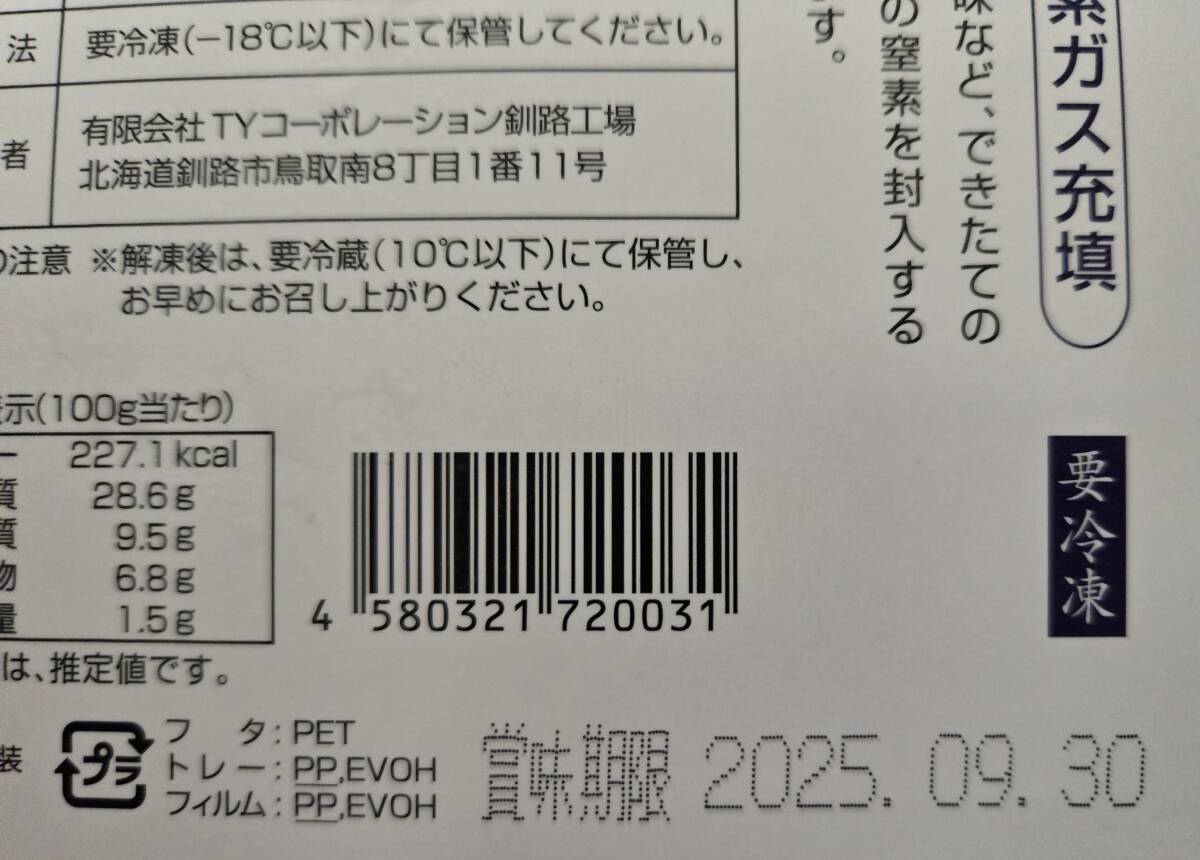 素ガス充填
味など、できたての
の窒素を封入する
す。
法 要冷凍(−18℃以下)にて保管してください。
者 有限会社TYコーポレーション釧路工場
北海道釧路市鳥取南8丁目1番11号
の注意 ※解凍後は、要冷蔵(10℃以下)にて保管し、
お早めにお召し上がりください。
表示(100g当たり)
ー 227.1kcal
質 28.6g
質 9.5g
物 6.8g
量 1.5g
は、推定値です。
4 580321 720031
要冷凍
装
プラ
フタ:PET
トレー:PP,EVOH
フィルム:PP,EVOH
賞味期限 2025.09.30